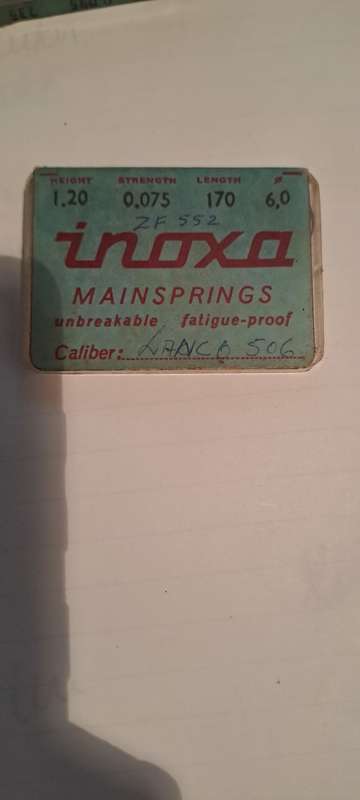 HEIGHT STRENGTH LENGTH Ø
1.20 0,075 170 6,0
ZF 552
inoxa
MAINSPRINGS
unbreakable fatigue-proof
Caliber: LANCO 506